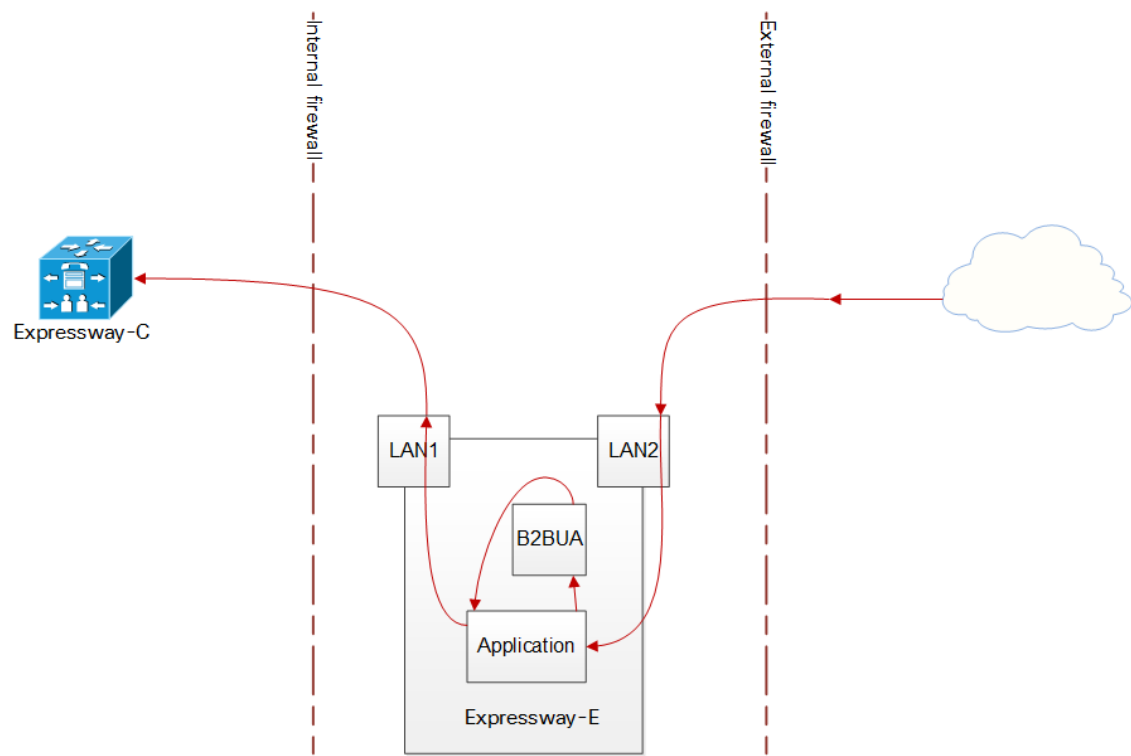 Internal firewall
External firewall
Expressway-C
LAN1
LAN2
B2BUA
Application
Expressway-E